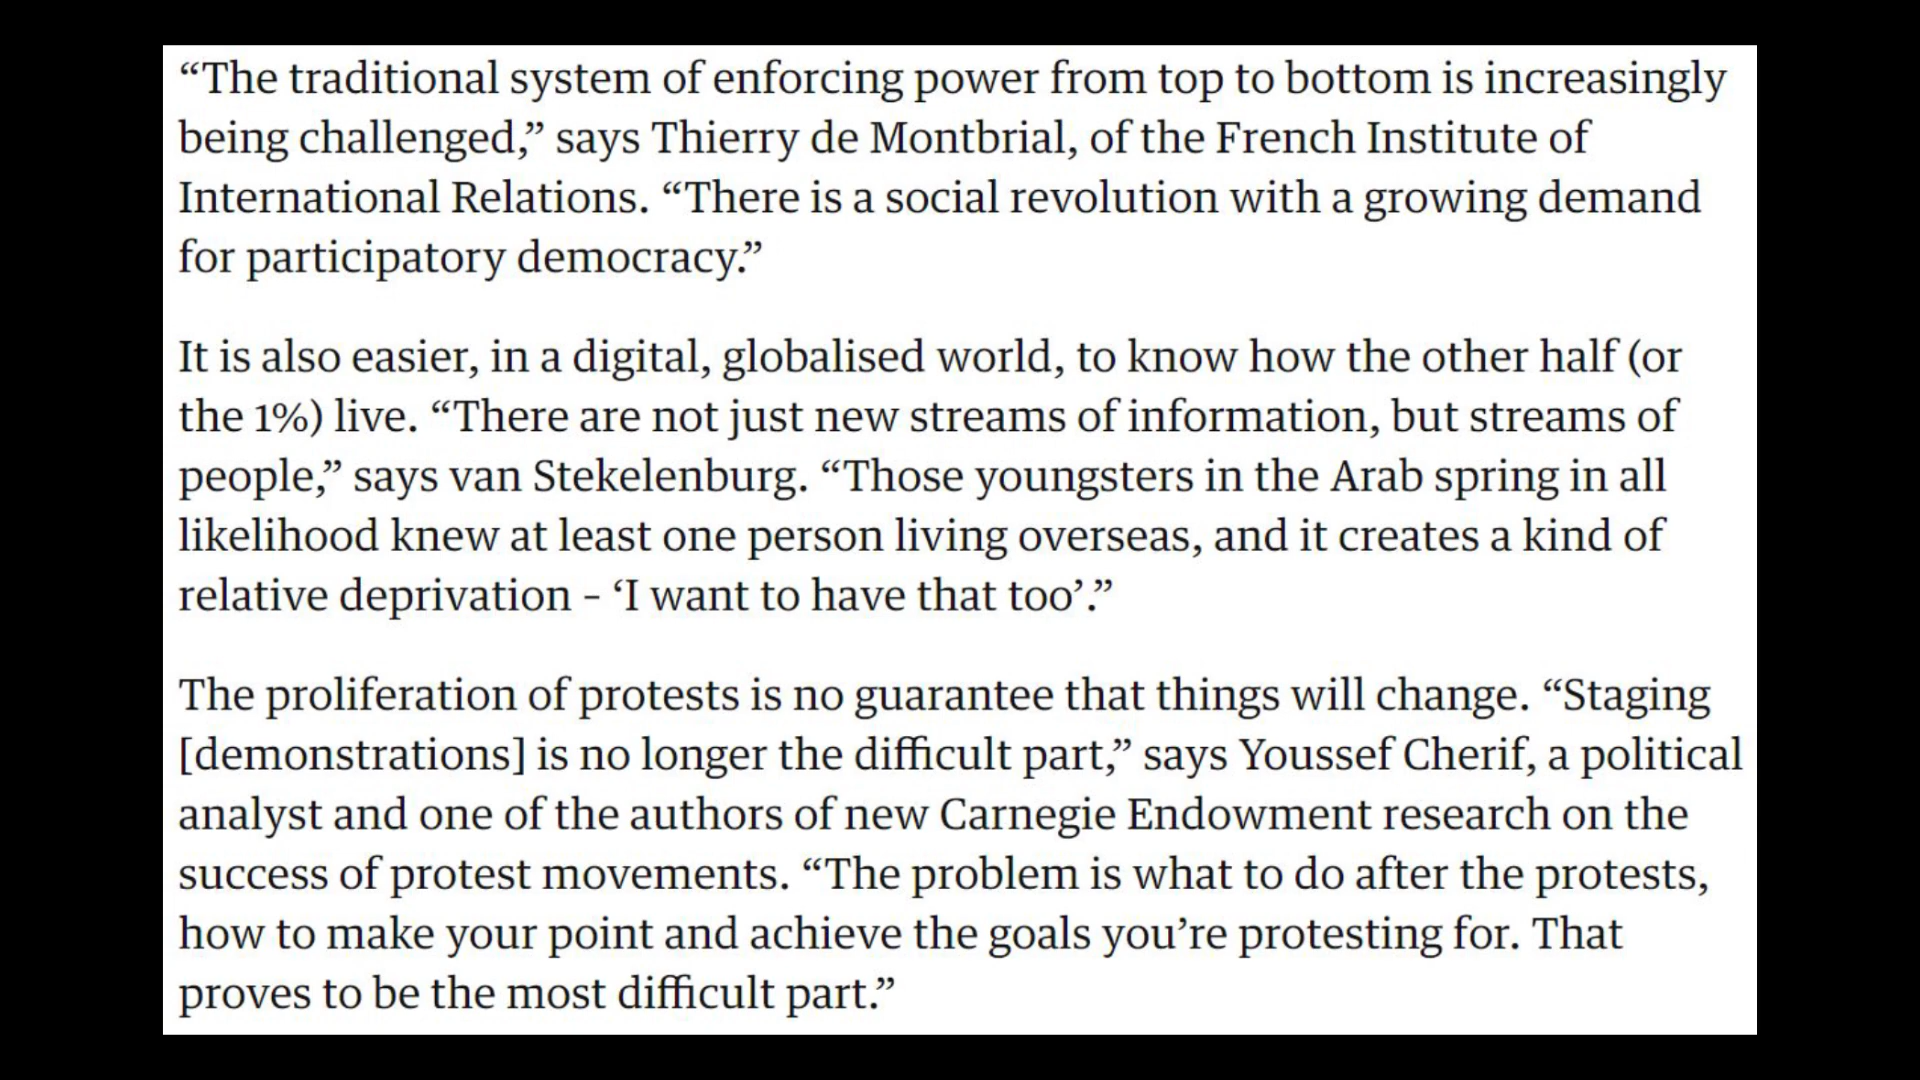 “The traditional system of enforcing power from top to bottom is increasingly
being challenged,” says Thierry de Montbrial, of the French Institute of
International Relations. “There is a social revolution with a growing demand
for participatory democracy.”
It is also easier, in a digital, globalised world, to know how the other half (or
the 1%) live. “There are not just new streams of information, but streams of
people,” says van Stekelenburg. “Those youngsters in the Arab spring in all
likelihood knew at least one person living overseas, and it creates a kind of
relative deprivation – ‘I want to have that too’.”
The proliferation of protests is no guarantee that things will change. “Staging
[demonstrations] is no longer the difficult part,” says Youssef Cherif, a political
analyst and one of the authors of new Carnegie Endowment research on the
success of protest movements. “The problem is what to do after the protests,
how to make your point and achieve the goals you’re protesting for. That
proves to be the most difficult part.”